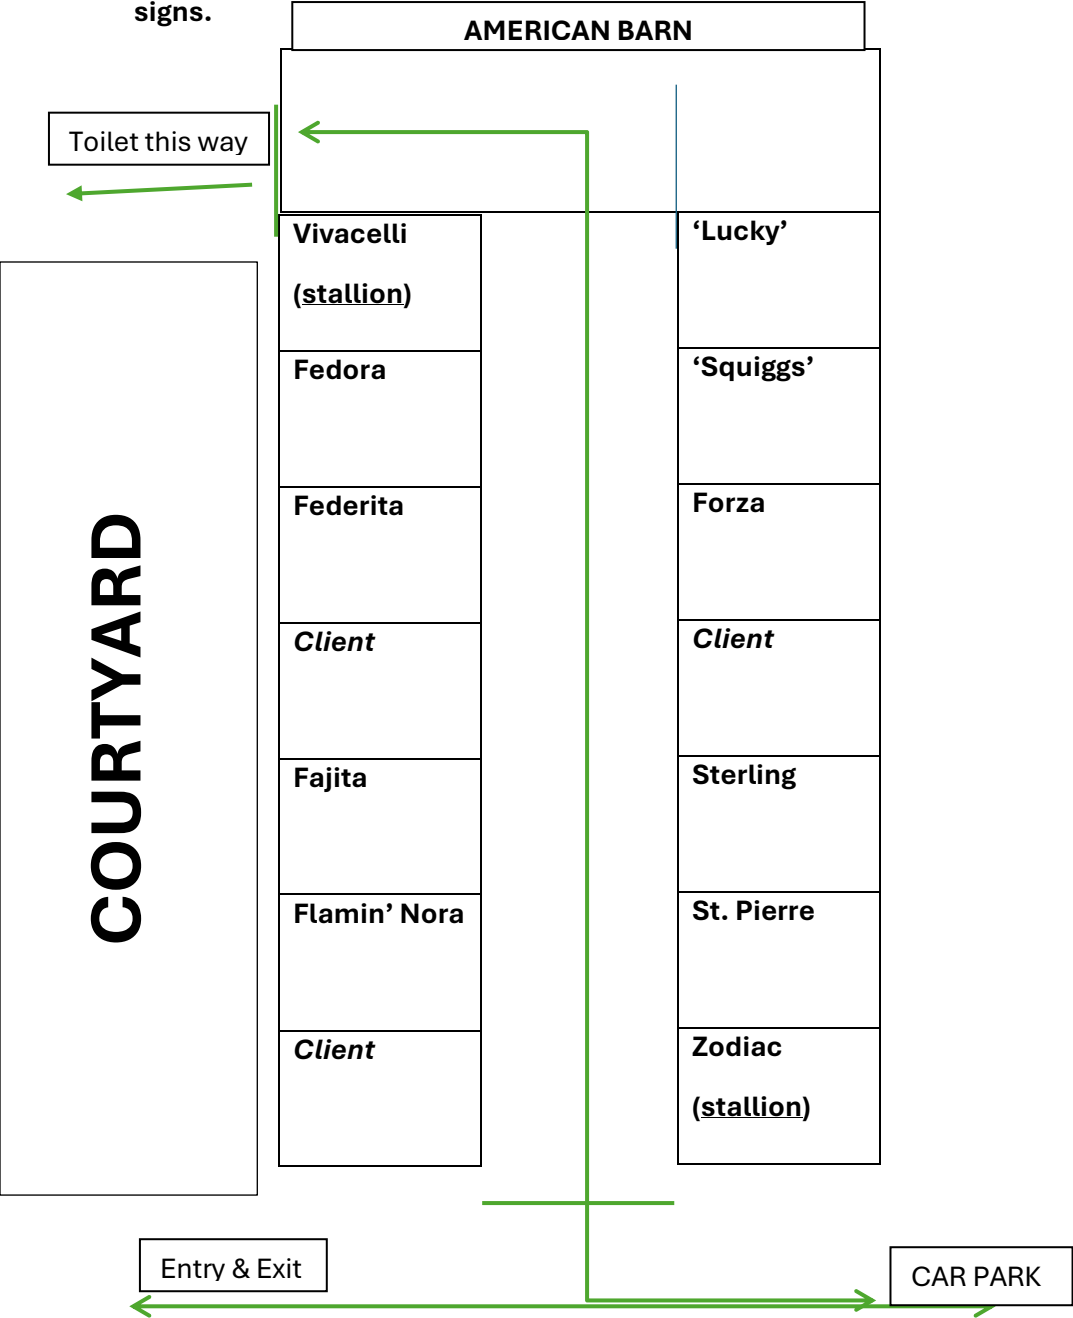 signs.
AMERICAN BARN
Toilet this way
Vivacelli
(stallion)
‘Lucky’
Fedora
‘Squiggs’
Federita
Forza
Client
Client
Fajita
Sterling
Flamin’ Nora
St. Pierre
Client
Zodiac
(stallion)
COURTYARD
Entry & Exit
CAR PARK